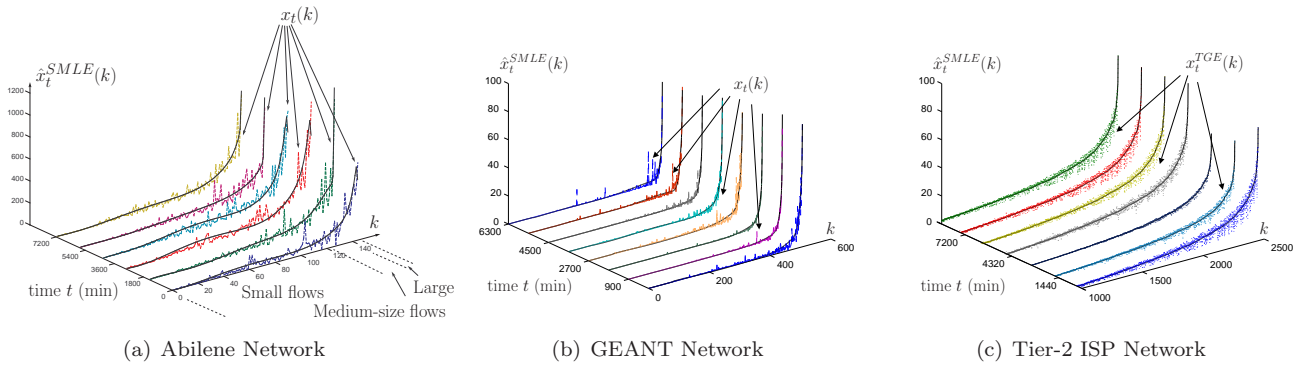 x_t(k)
x̂_t^{SMLE}(k)
1200
1000
800
600
400
200
0
7200
5400
3600
1800
0
time t (min)
0
20
40
60
80
100
120
140
k
Small flows
Medium-size flows
Large
(a) Abilene Network
x̂_t^{SMLE}(k)
x_t(k)
100
80
60
40
20
0
6300
4500
2700
900
time t (min)
0
200
400
600
k
(b) GEANT Network
x̂_t^{SMLE}(k)
x_t^{TGE}(k)
100
80
60
40
20
0
7200
4320
1440
time t (min)
1000
1500
2000
2500
k
(c) Tier-2 ISP Network